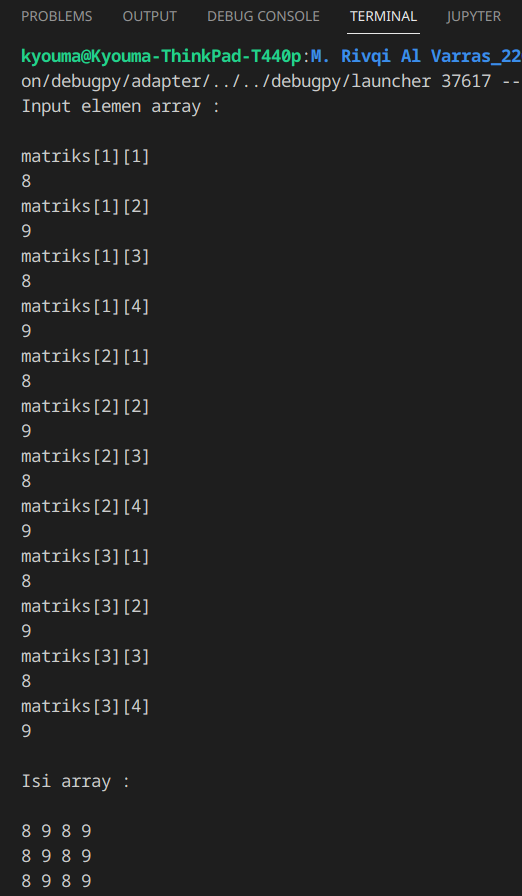 PROBLEMS OUTPUT DEBUG CONSOLE TERMINAL JUPYTER
kyouma@Kyouma-ThinkPad-T440p:M. Rivqi Al Varras_22
on/debugpy/adapter/../../debugpy/launcher 37617 --
Input elemen array :
matriks[1][1]
8
matriks[1][2]
9
matriks[1][3]
8
matriks[1][4]
9
matriks[2][1]
8
matriks[2][2]
9
matriks[2][3]
8
matriks[2][4]
9
matriks[3][1]
8
matriks[3][2]
9
matriks[3][3]
8
matriks[3][4]
9
Isi array :
8 9 8 9
8 9 8 9
8 9 8 9